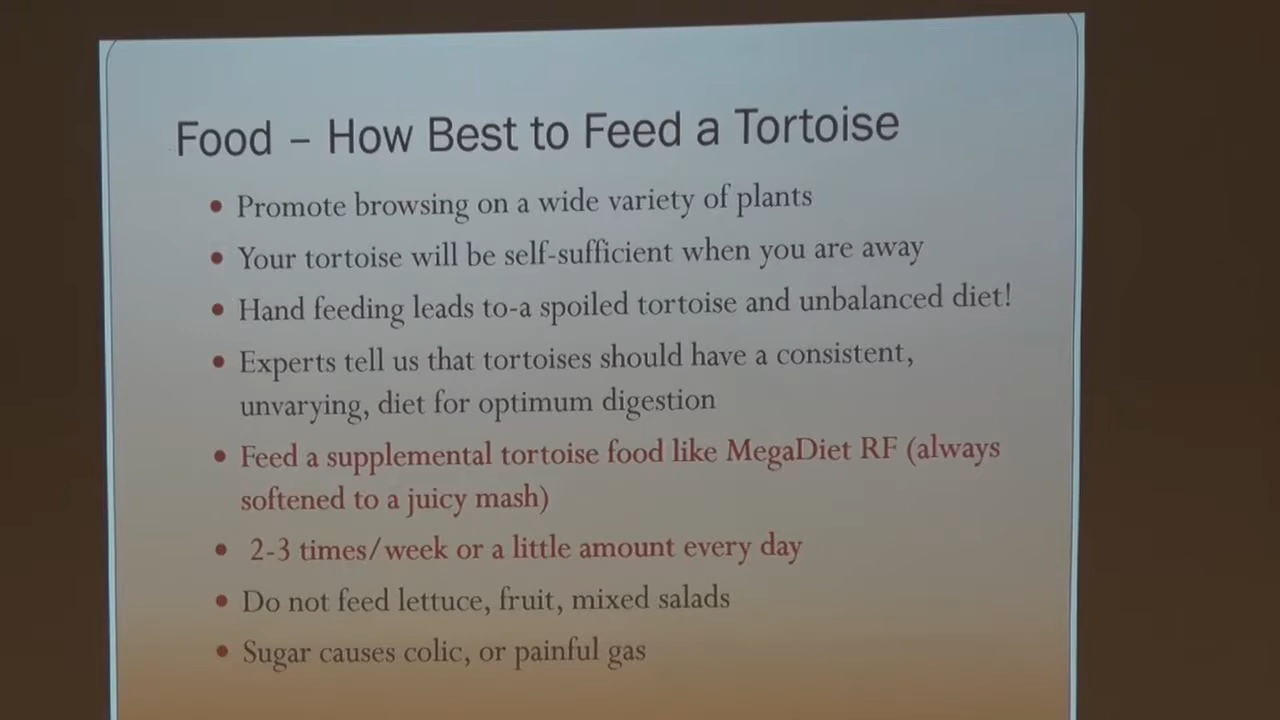 Food – How Best to Feed a Tortoise
• Promote browsing on a wide variety of plants
• Your tortoise will be self-sufficient when you are away
• Hand feeding leads to-a spoiled tortoise and unbalanced diet!
• Experts tell us that tortoises should have a consistent,
unvarying, diet for optimum digestion
• Feed a supplemental tortoise food like MegaDiet RF (always
softened to a juicy mash)
• 2-3 times/week or a little amount every day
• Do not feed lettuce, fruit, mixed salads
• Sugar causes colic, or painful gas